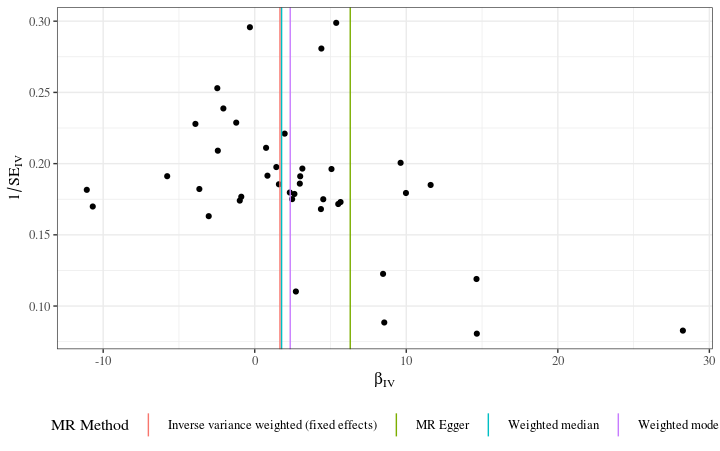 0.30
0.25
0.20
0.15
0.10
1/SE_IV
-10 0 10 20 30
β_IV
MR Method Inverse variance weighted (fixed effects) MR Egger Weighted median Weighted mode